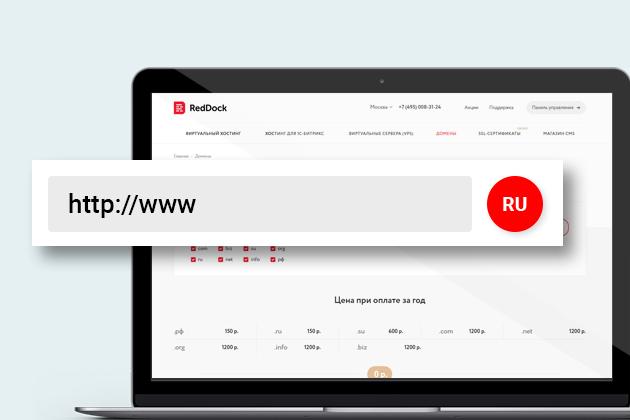 RedDock
Москва +7 (495) 008-31-24 Акции Поддержка Панель управления →
ВИРТУАЛЬНЫЙ ХОСТИНГ ХОСТИНГ ДЛЯ 1С-БИТРИКС ВИРТУАЛЬНЫЕ СЕРВЕРА (VPS) ДОМЕНЫ SSL-СЕРТИФИКАТЫ МАГАЗИН CMS
Главная Домены
http://www RU
com biz su org
ru net info рф
Цена при оплате за год
.рф 150 р. .ru 150 р. .su 600 р. .com 1200 р. .net 1200 р.
.org 1200 р. .info 1200 р. .biz 1200 р.
0 р.